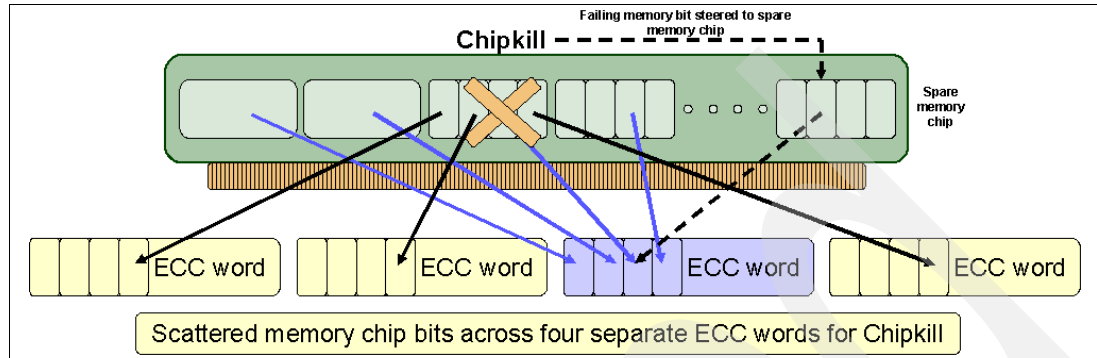 Failing memory bit steered to spare
memory chip
Chipkill
Spare
memory
chip
ECC word
ECC word
ECC word
ECC word
Scattered memory chip bits across four separate ECC words for Chipkill